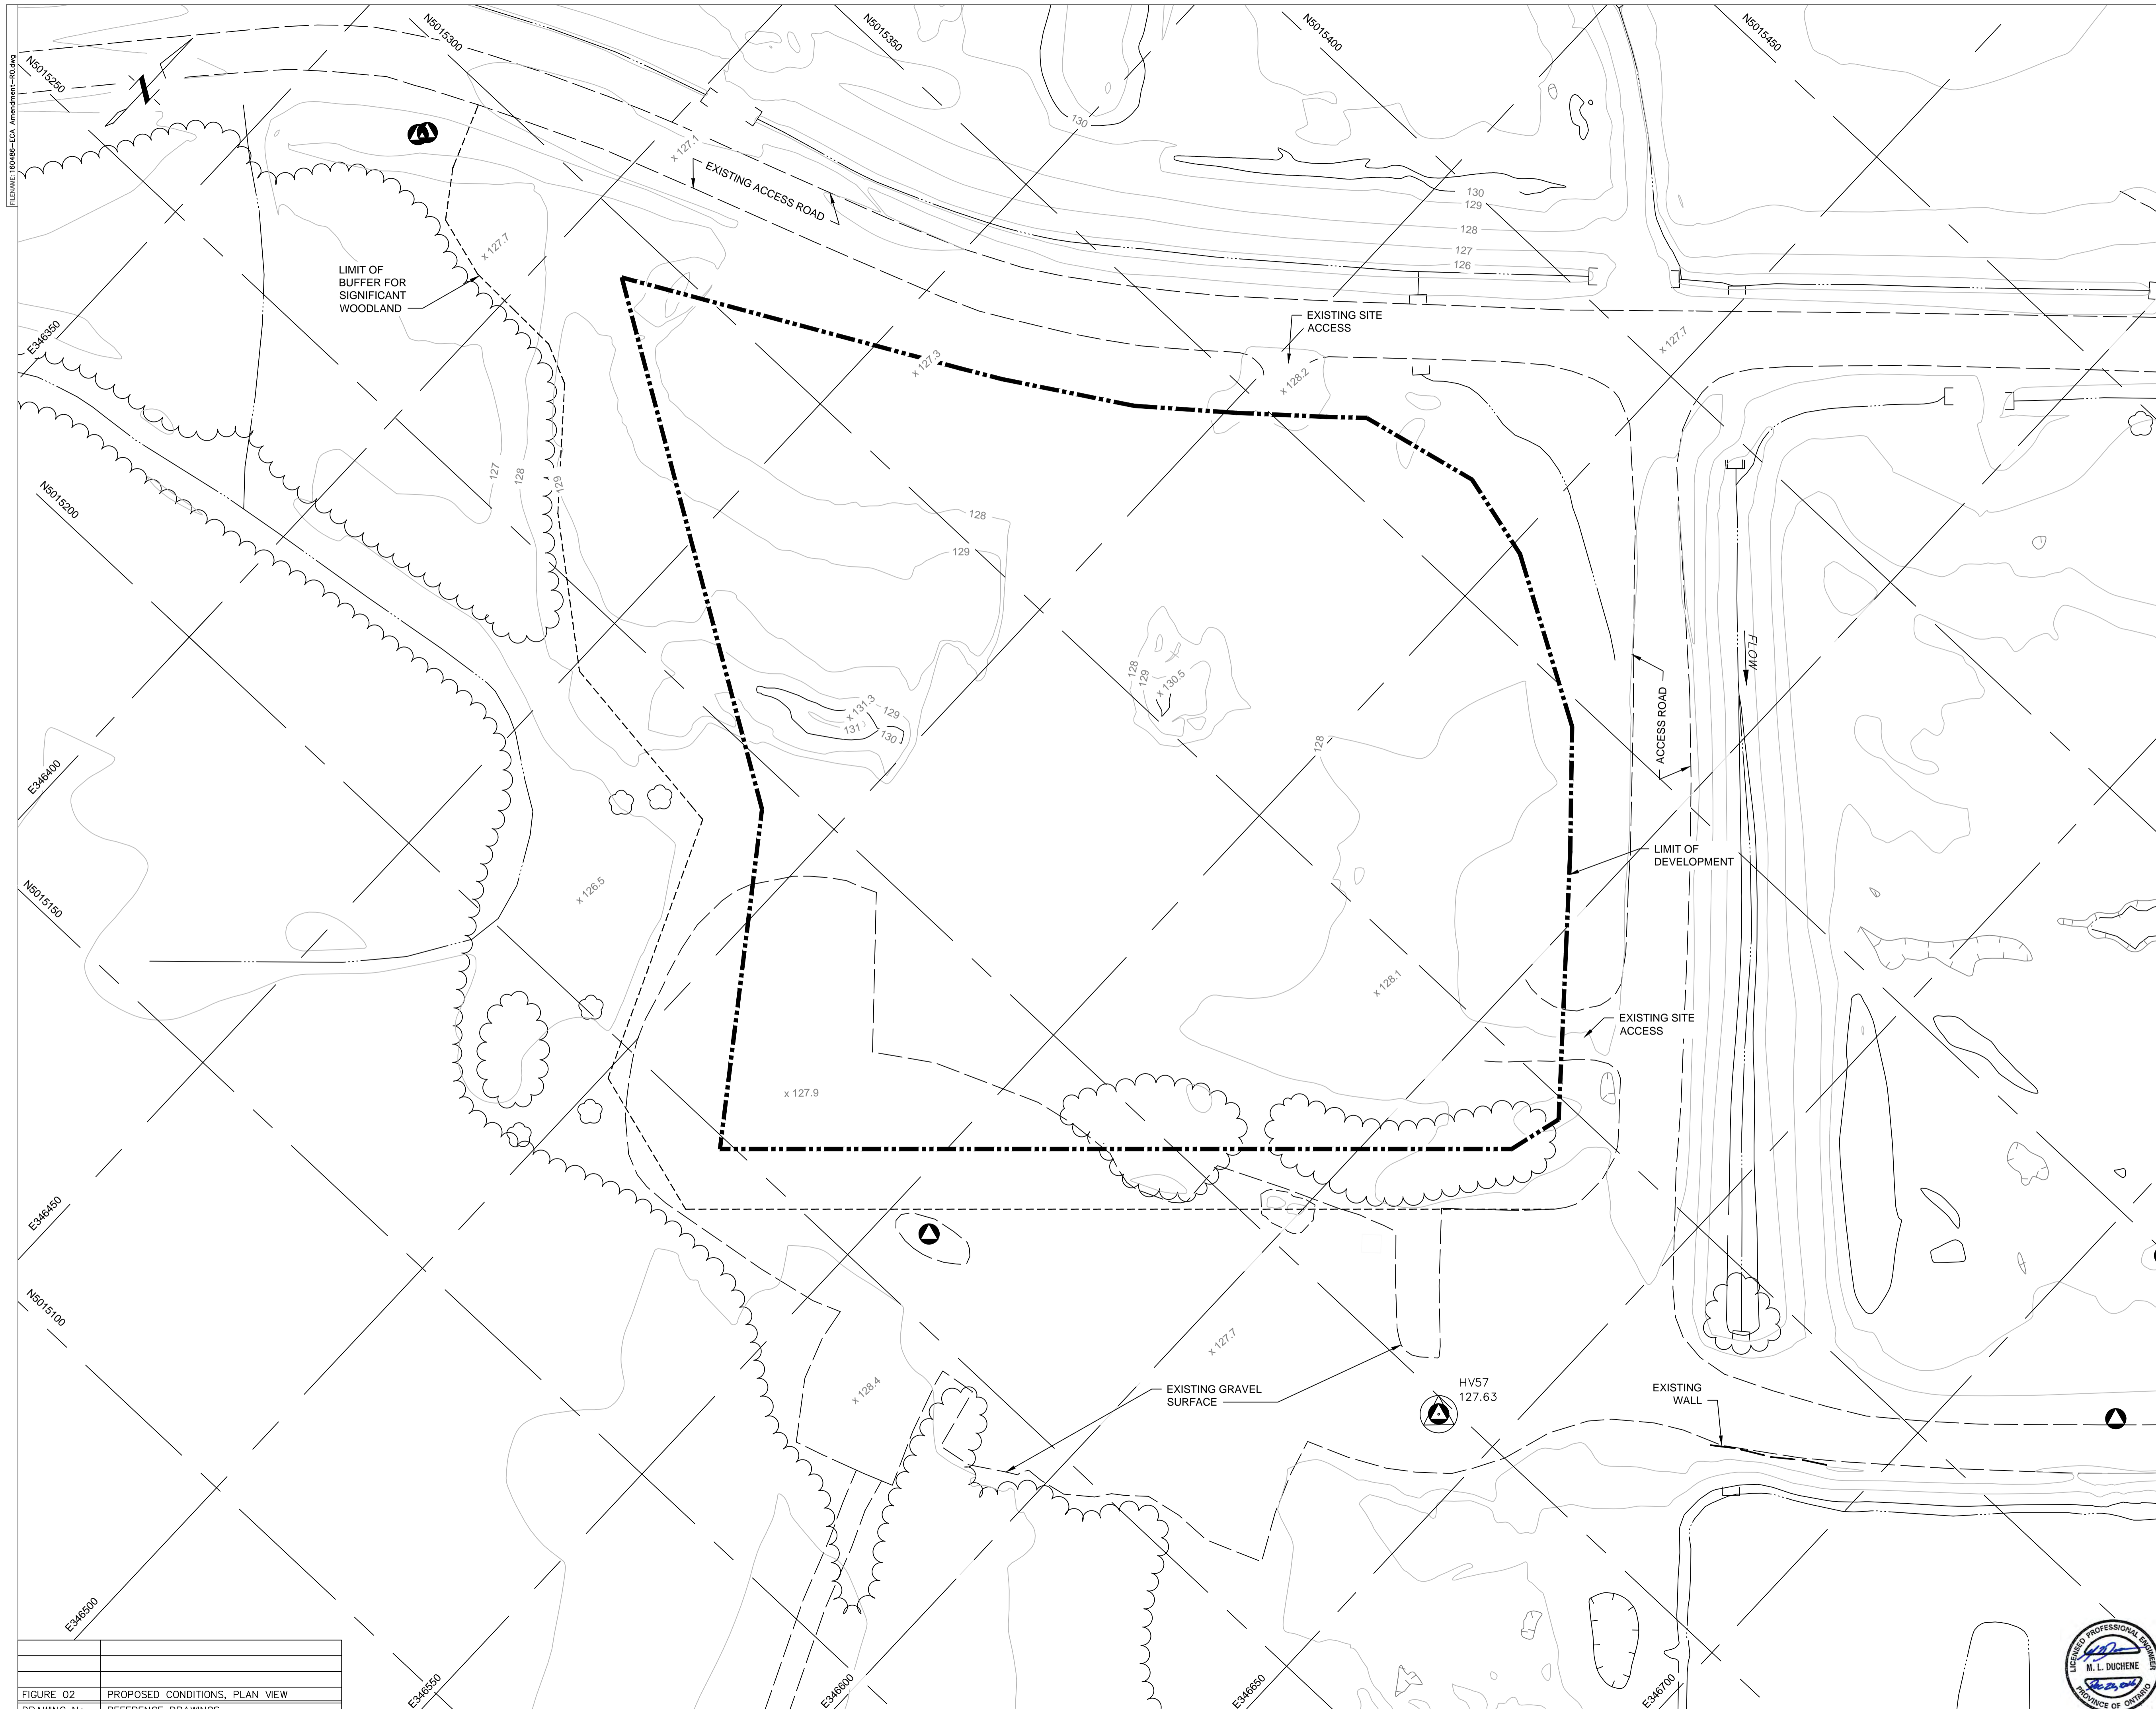 FILENAME: 160486-ECA Amendment-R0.dwg
N5015250
N5015300
N5015350
N5015400
N5015450
N
130
x 127.1
EXISTING ACCESS ROAD
130
129
128
127
126
x 127.7
LIMIT OF
BUFFER FOR
SIGNIFICANT
WOODLAND
EXISTING SITE
ACCESS
x 127.7
E346350
x 127.3
x 128.2
127
128
129
N5015200
128
129
FLOW
128
129
x 130.5
x 131.3
129
131
130
128
ACCESS ROAD
E346400
LIMIT OF
DEVELOPMENT
N5015150
x 126.5
x 128.1
EXISTING SITE
ACCESS
x 127.9
E346450
N5015100
x 127.7
x 128.4
EXISTING GRAVEL
SURFACE
HV57
127.63
EXISTING
WALL
E346500
E346550
E346600
E346650
E346700
FIGURE 02 PROPOSED CONDITIONS, PLAN VIEW
DRAWING No. REFERENCE DRAWINGS
LICENSED PROFESSIONAL ENGINEER
M. L. DUCHENE
PROVINCE OF ONTARIO